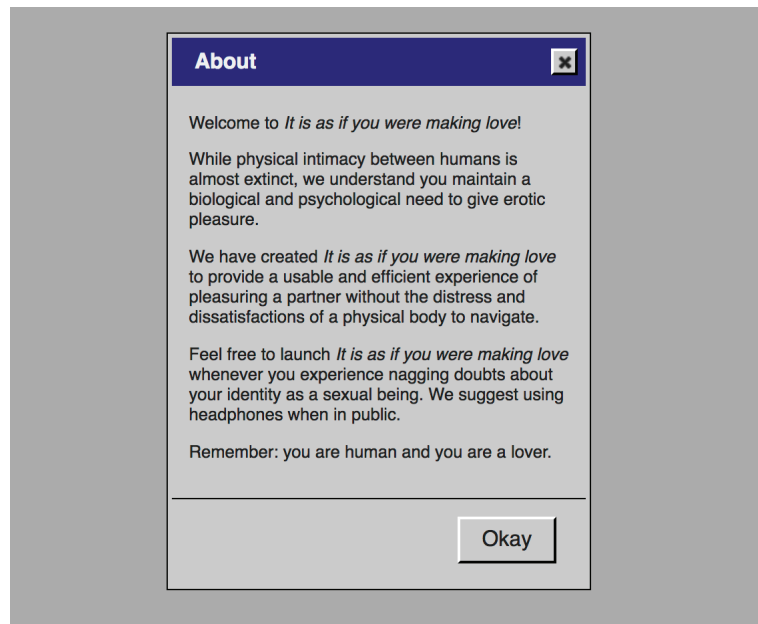 About
Welcome to It is as if you were making love!
While physical intimacy between humans is
almost extinct, we understand you maintain a
biological and psychological need to give erotic
pleasure.
We have created It is as if you were making love
to provide a usable and efficient experience of
pleasuring a partner without the distress and
dissatisfactions of a physical body to navigate.
Feel free to launch It is as if you were making love
whenever you experience nagging doubts about
your identity as a sexual being. We suggest using
headphones when in public.
Remember: you are human and you are a lover.
Okay